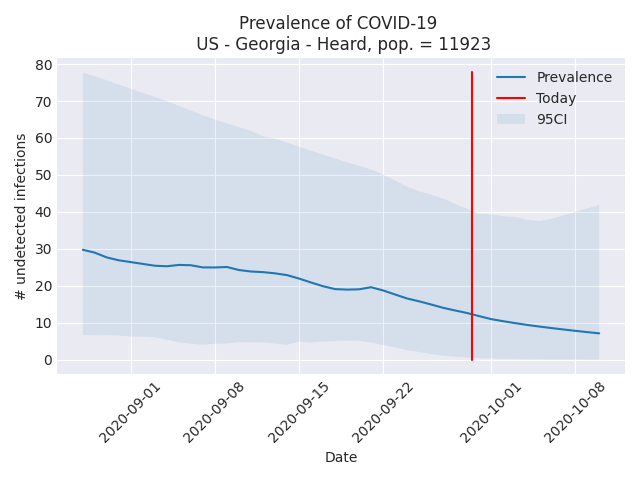 Prevalence of COVID-19
US - Georgia - Heard, pop. = 11923
80
70
60
50
40
30
20
10
0
# undetected infections
Prevalence
Today
95CI
2020-09-01
2020-09-08
2020-09-15
2020-09-22
2020-10-01
2020-10-08
Date